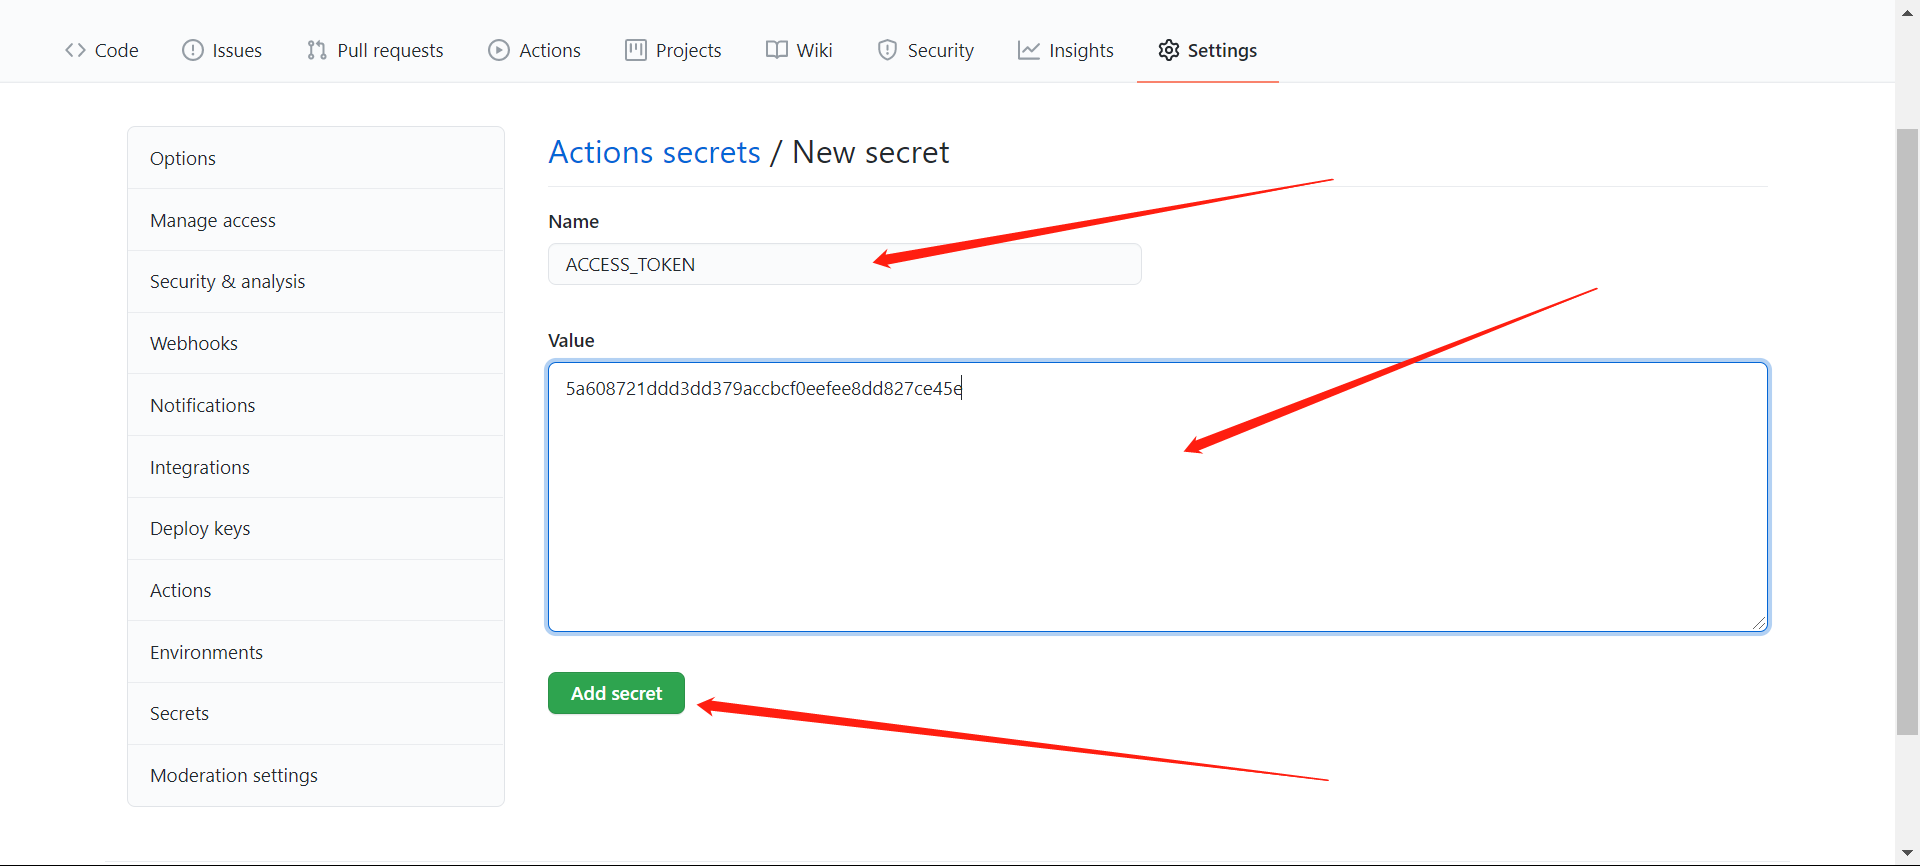 Code Issues Pull requests Actions Projects Wiki Security Insights Settings
Options
Manage access
Security & analysis
Webhooks
Notifications
Integrations
Deploy keys
Actions
Environments
Secrets
Moderation settings
Actions secrets / New secret
Name
ACCESS_TOKEN
Value
5a608721ddd3dd379accbcf0eefee8dd827ce45e
Add secret